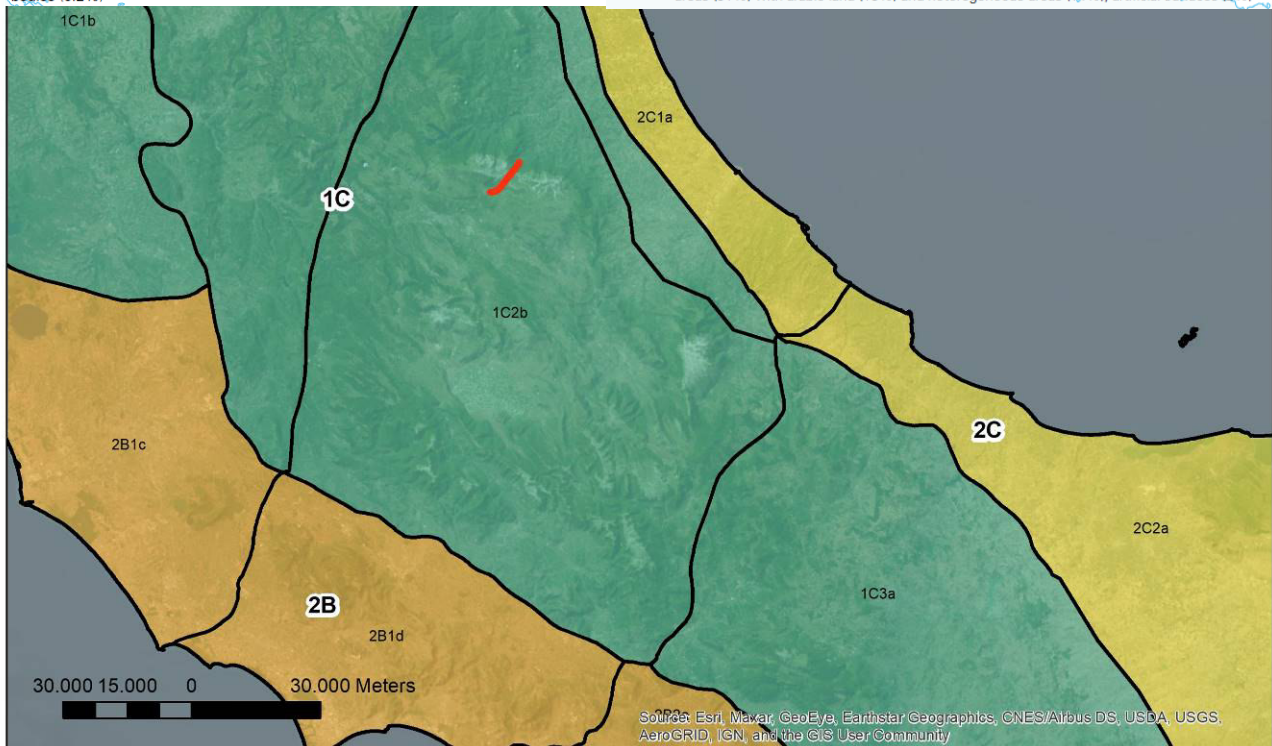 1C1b
2C1a
1C
1C2b
2B1c
2C
2C2a
1C3a
2B
2B1d
30.000 15.000 0 30.000 Meters
Source: Esri, Maxar, GeoEye, Earthstar Geographics, CNES/Airbus DS, USDA, USGS,
AeroGRID, IGN, and the GIS User Community